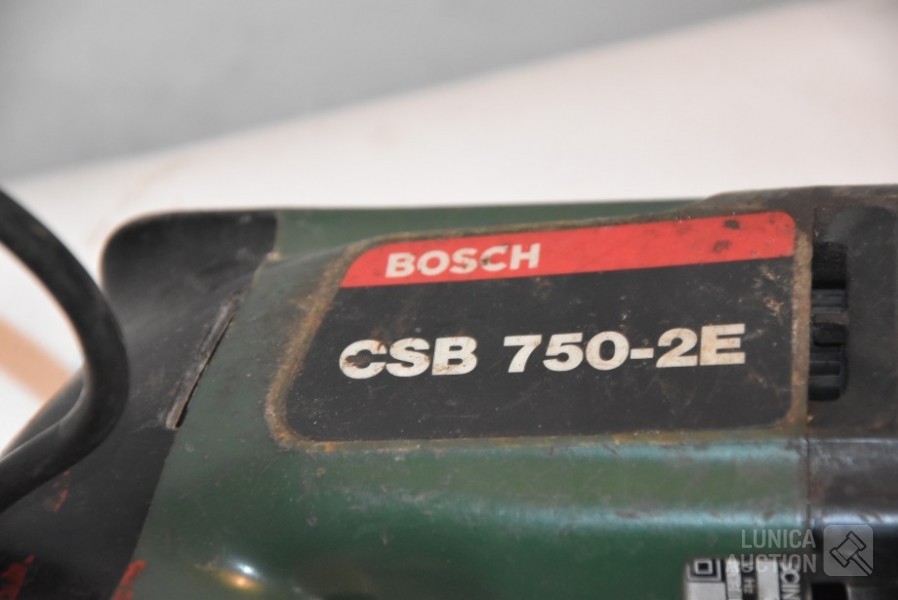 BOSCH
CSB 750-2E
LUNICA
AUCTION